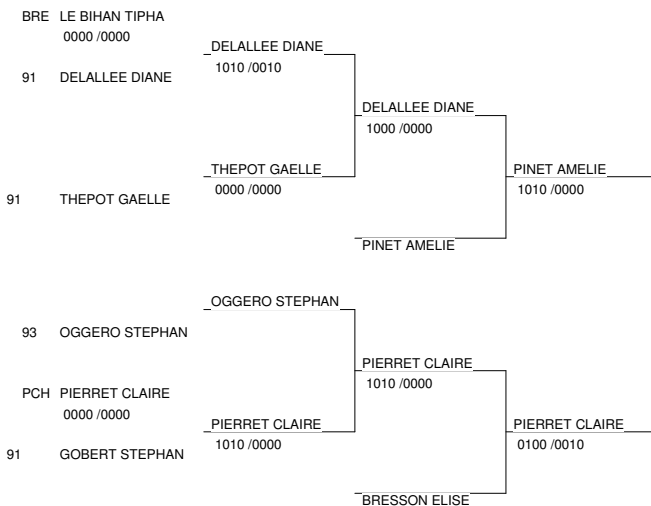 BRE LE BIHAN TIPHA
0000 /0000
DELALLEE DIANE
1010 /0010
91 DELALLEE DIANE
DELALLEE DIANE
1000 /0000
THEPOT GAELLE
0000 /0000
PINET AMELIE
1010 /0000
91 THEPOT GAELLE
PINET AMELIE
OGGERO STEPHAN
93 OGGERO STEPHAN
PIERRET CLAIRE
1010 /0000
PCH PIERRET CLAIRE
0000 /0000
PIERRET CLAIRE
1010 /0000
PIERRET CLAIRE
0100 /0010
91 GOBERT STEPHAN
BRESSON ELISE